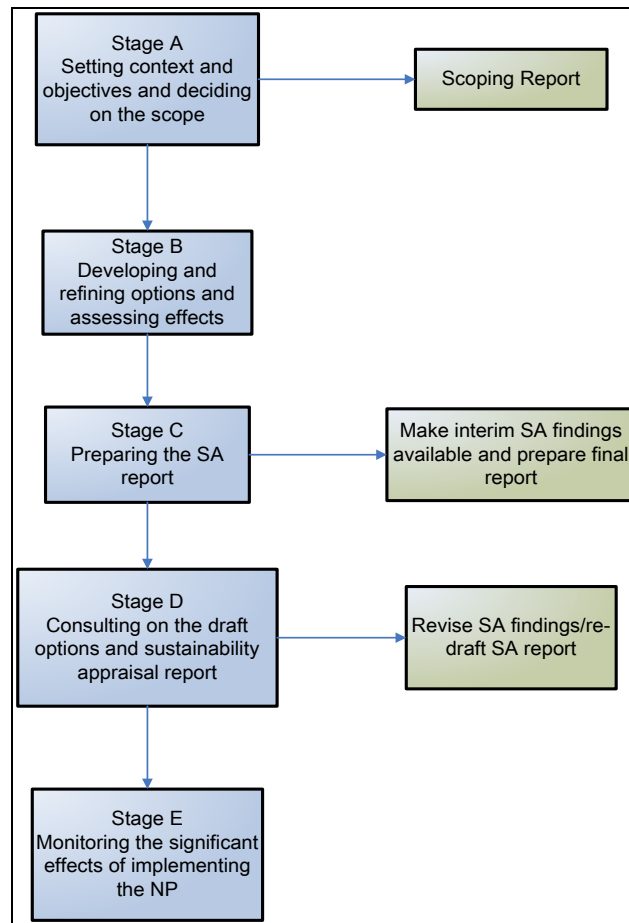 Stage A
Setting context and
objectives and deciding
on the scope
Scoping Report
Stage B
Developing and
refining options and
assessing effects
Stage C
Preparing the SA
report
Make interim SA findings
available and prepare final
report
Stage D
Consulting on the draft
options and sustainability
appraisal report
Revise SA findings/re-
draft SA report
Stage E
Monitoring the significant
effects of implementing
the NP